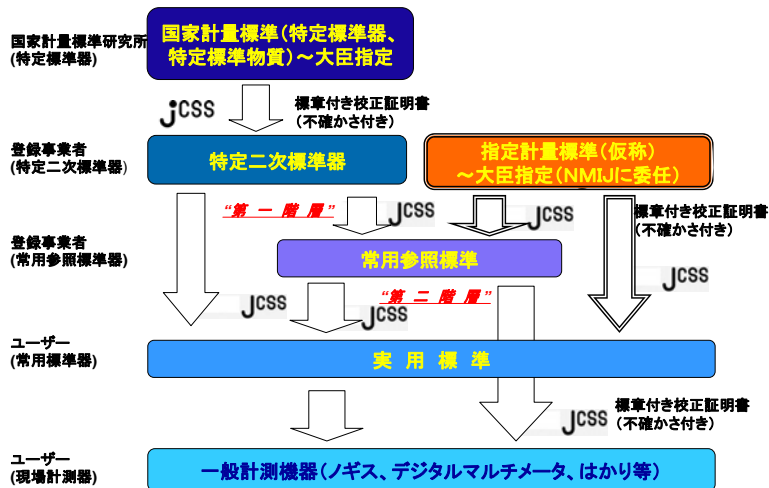 国家計量標準研究所
(特定標準器)
国家計量標準（特定標準器、
特定標準物質）～大臣指定
JCSS
標章付き校正証明書
（不確かさ付き）
登録事業者
(特定二次標準器)
特定二次標準器
指定計量標準（仮称）
～大臣指定（NMIJに委任）
“第一階層”
JCSS
JCSS
標章付き校正証明書
（不確かさ付き）
登録事業者
(常用参照標準器)
常用参照標準
JCSS
“第二階層”
JCSS
JCSS
ユーザー
(常用標準器)
実用標準
標章付き校正証明書
（不確かさ付き）
JCSS
ユーザー
(現場計測器)
一般計測機器（ノギス、デジタルマルチメータ、はかり等）